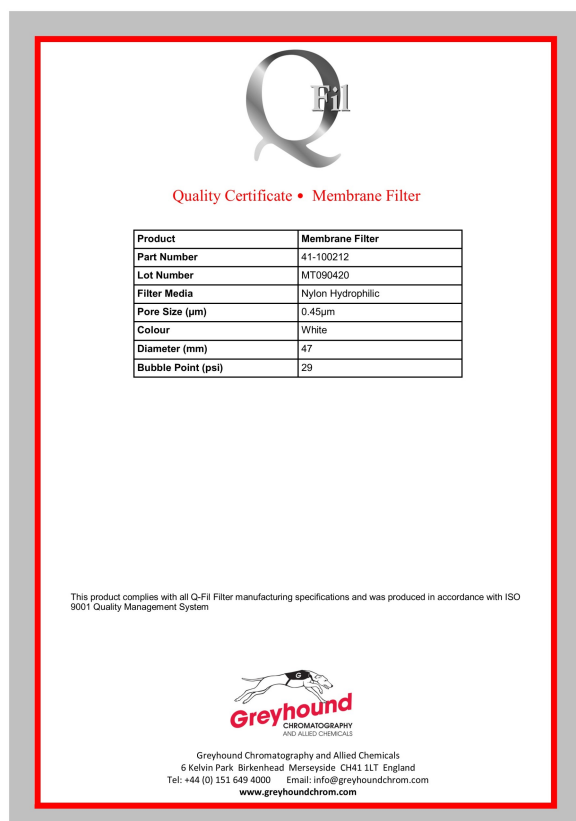 Q Fil
Quality Certificate • Membrane Filter
Product Membrane Filter
Part Number 41-100212
Lot Number MT090420
Filter Media Nylon Hydrophilic
Pore Size (µm) 0.45µm
Colour White
Diameter (mm) 47
Bubble Point (psi) 29
This product complies with all Q-Fil Filter manufacturing specifications and was produced in accordance with ISO
9001 Quality Management System
G
Greyhound
CHROMATOGRAPHY
AND ALLIED CHEMICALS
Greyhound Chromatography and Allied Chemicals
6 Kelvin Park Birkenhead Merseyside CH41 1LT England
Tel: +44 (0) 151 649 4000 Email: info@greyhoundchrom.com
www.greyhoundchrom.com